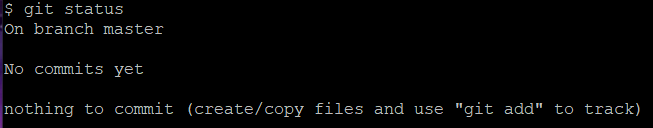 $ git status
On branch master
No commits yet
nothing to commit (create/copy files and use "git add" to track)